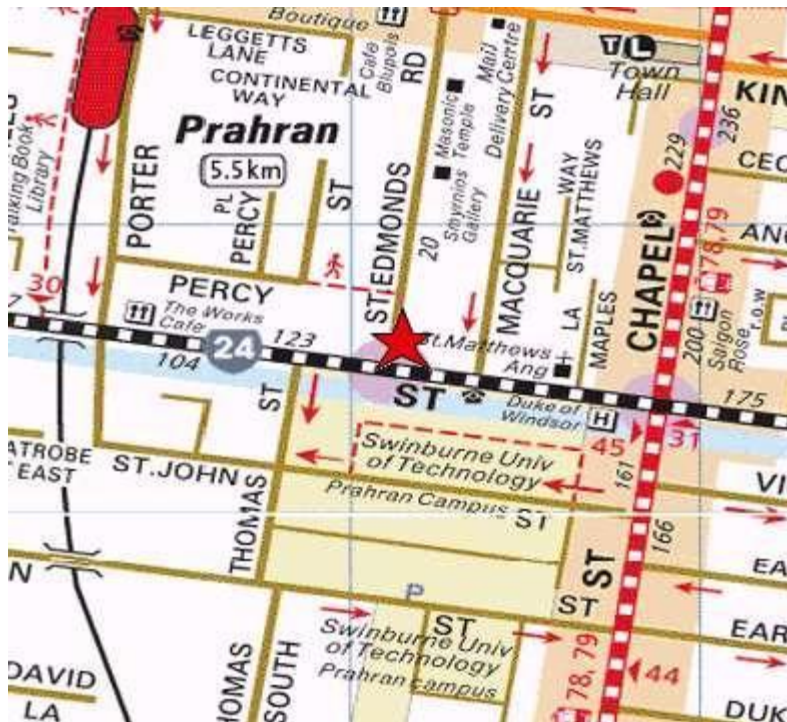 Boutique
LEGGETTS
LANE
CONTINENTAL
WAY
Cafe
Blupois
RD
Masonic
Temple
Mail
Delivery Centre
ST
T L
Town
Hall
KIN
236
Prahran
5.5km
Talking Book
Library
PORTER
PL
PERCY
ST
ST.EDMONDS
20
Smyrnios
Gallery
MACQUARIE
WAY
ST.MATTHEWS
229
CEC
ANG
CHAPEL
78, 79
30
PERCY
The Works
Cafe
123
24
104
St.Matthews
Ang
LA
MAPLES
200
Saigon
Rose
r.o.w
175
ST
ST
Duke of
Windsor
H
45
31
161
ATROBE
EAST
ST.JOHN
THOMAS
Swinburne Univ
of Technology
Prahran Campus
ST
VI
166
EA
N
P
ST
ST
ST
EAR
Swinburne Univ
of Technology
Prahran campus
HOMAS
SOUTH
DAVID
LA
78, 79
44
DUK